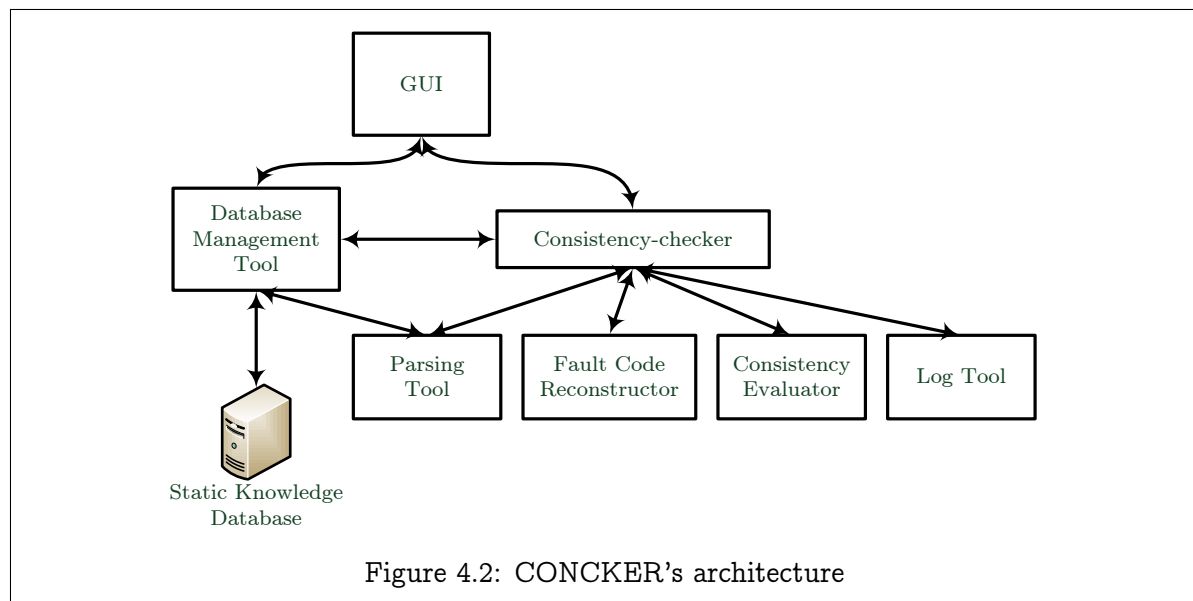 GUI
Database
Management
Tool
Consistency-checker
Parsing
Tool
Fault Code
Reconstructor
Consistency
Evaluator
Log Tool
Static Knowledge
Database
Figure 4.2: CONCKER's architecture